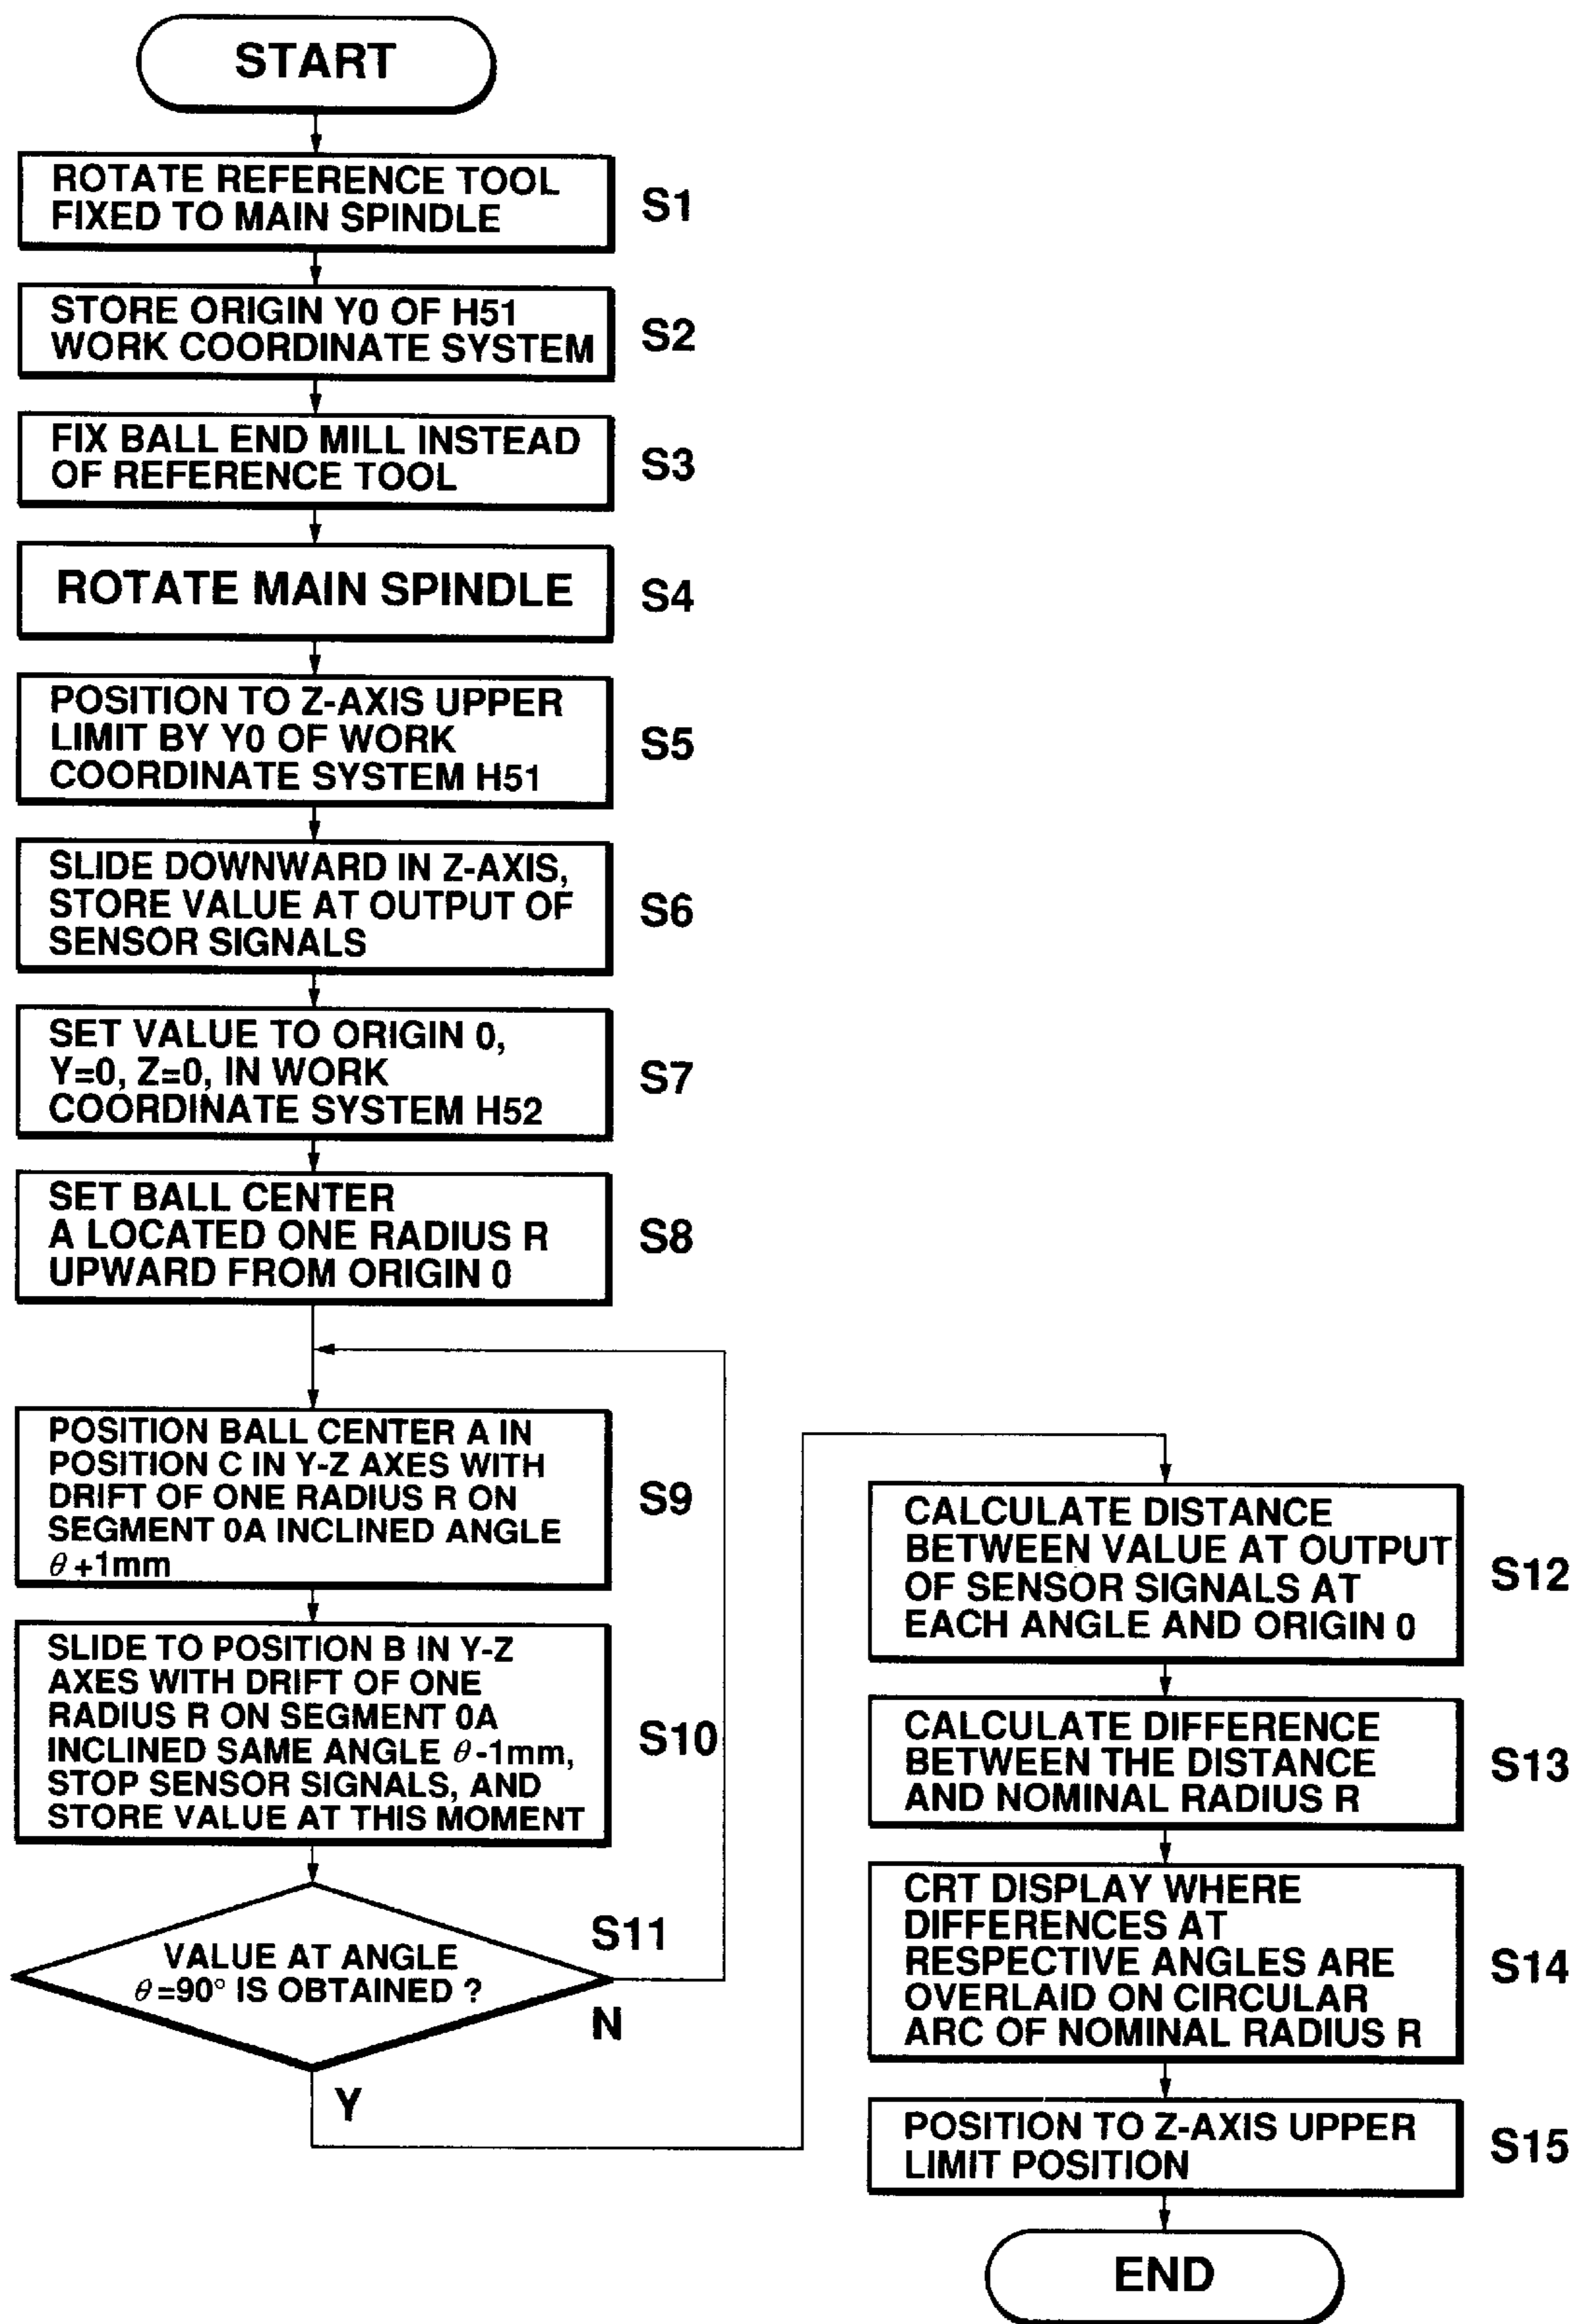 START
ROTATE REFERENCE TOOL
FIXED TO MAIN SPINDLE
S1
STORE ORIGIN Y0 OF H51
WORK COORDINATE SYSTEM
S2
FIX BALL END MILL INSTEAD
OF REFERENCE TOOL
S3
ROTATE MAIN SPINDLE
S4
POSITION TO Z-AXIS UPPER
LIMIT BY Y0 OF WORK
COORDINATE SYSTEM H51
S5
SLIDE DOWNWARD IN Z-AXIS,
STORE VALUE AT OUTPUT OF
SENSOR SIGNALS
S6
SET VALUE TO ORIGIN 0,
Y=0, Z=0, IN WORK
COORDINATE SYSTEM H52
S7
SET BALL CENTER
A LOCATED ONE RADIUS R
UPWARD FROM ORIGIN 0
S8
POSITION BALL CENTER A IN
POSITION C IN Y-Z AXES WITH
DRIFT OF ONE RADIUS R ON
SEGMENT 0A INCLINED ANGLE
θ+1mm
S9
SLIDE TO POSITION B IN Y-Z
AXES WITH DRIFT OF ONE
RADIUS R ON SEGMENT 0A
INCLINED SAME ANGLE θ-1mm,
STOP SENSOR SIGNALS, AND
STORE VALUE AT THIS MOMENT
S10
VALUE AT ANGLE
θ=90° IS OBTAINED ?
S11
N
Y
CALCULATE DISTANCE
BETWEEN VALUE AT OUTPUT
OF SENSOR SIGNALS AT
EACH ANGLE AND ORIGIN 0
S12
CALCULATE DIFFERENCE
BETWEEN THE DISTANCE
AND NOMINAL RADIUS R
S13
CRT DISPLAY WHERE
DIFFERENCES AT
RESPECTIVE ANGLES ARE
OVERLAID ON CIRCULAR
ARC OF NOMINAL RADIUS R
S14
POSITION TO Z-AXIS UPPER
LIMIT POSITION
S15
END